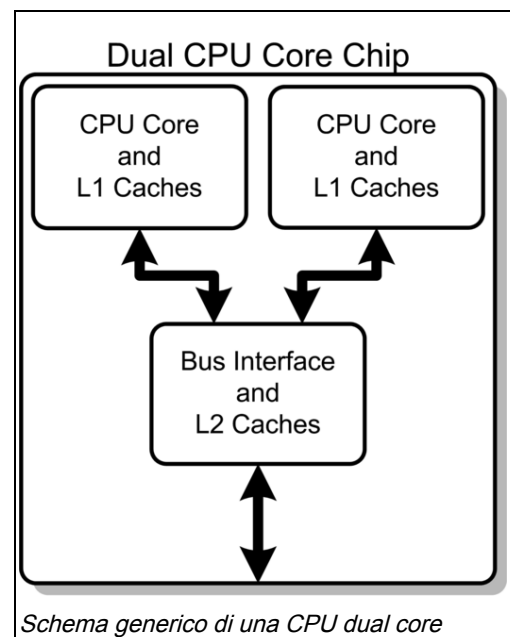 Dual CPU Core Chip
CPU Core
and
L1 Caches
CPU Core
and
L1 Caches
Bus Interface
and
L2 Caches
Schema generico di una CPU dual core